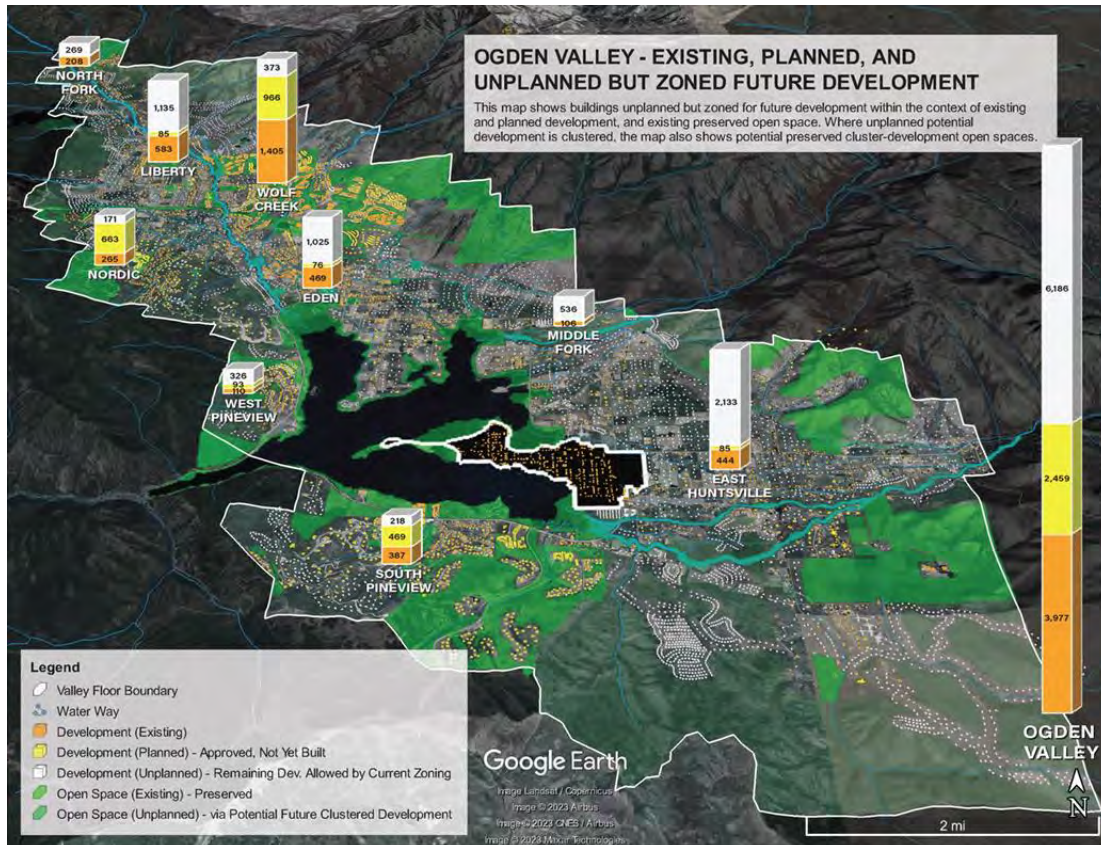 OGDEN VALLEY - EXISTING, PLANNED, AND
UNPLANNED BUT ZONED FUTURE DEVELOPMENT
This map shows buildings unplanned but zoned for future development within the context of existing
and planned development, and existing preserved open space. Where unplanned potential
development is clustered, the map also shows potential preserved cluster-development open spaces.
269
208
NORTH
FORK
1,135
85
583
LIBERTY
373
966
1,405
WOLF
CREEK
171
663
265
NORDIC
1,025
76
469
EDEN
536
106
MIDDLE
FORK
326
93
110
WEST
PINEVIEW
2,133
85
444
EAST
HUNTSVILLE
218
469
387
SOUTH
PINEVIEW
6,186
2,459
3,977
OGDEN
VALLEY
N
2 mi
Legend
Valley Floor Boundary
Water Way
Development (Existing)
Development (Planned) - Approved, Not Yet Built
Development (Unplanned) - Remaining Dev. Allowed by Current Zoning
Open Space (Existing) - Preserved
Open Space (Unplanned) - via Potential Future Clustered Development
Google Earth
Image Landsat / Copernicus
Image © 2023 Airbus
Image © 2023 CNES / Airbus
Image © 2023 Maxar Technologies